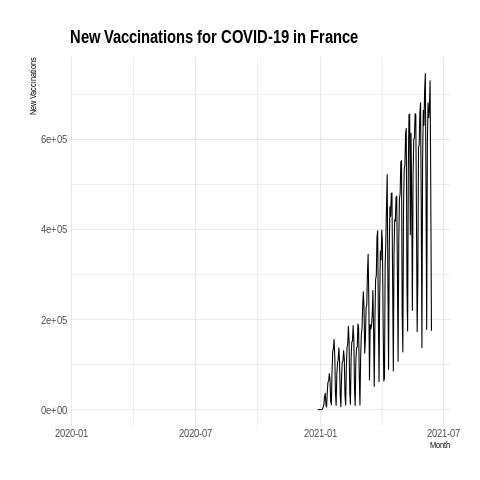 New Vaccinations for COVID-19 in France
New Vaccinations
6e+05
4e+05
2e+05
0e+00
2020-01 2020-07 2021-01 2021-07
Month